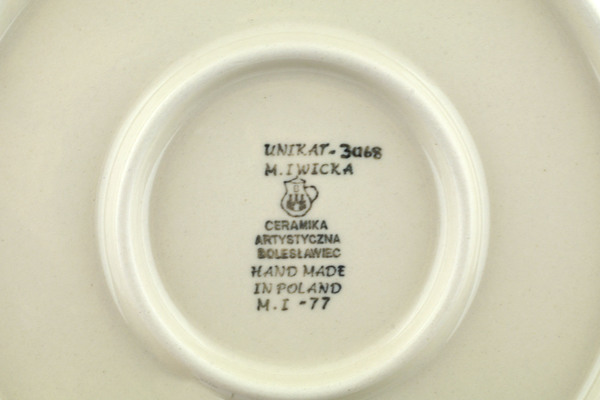 UNIKAT-3068
M.IWICKA
CERAMIKA
ARTYSTYCZNA
BOLESŁAWIEC
HAND MADE
IN POLAND
M.I -77